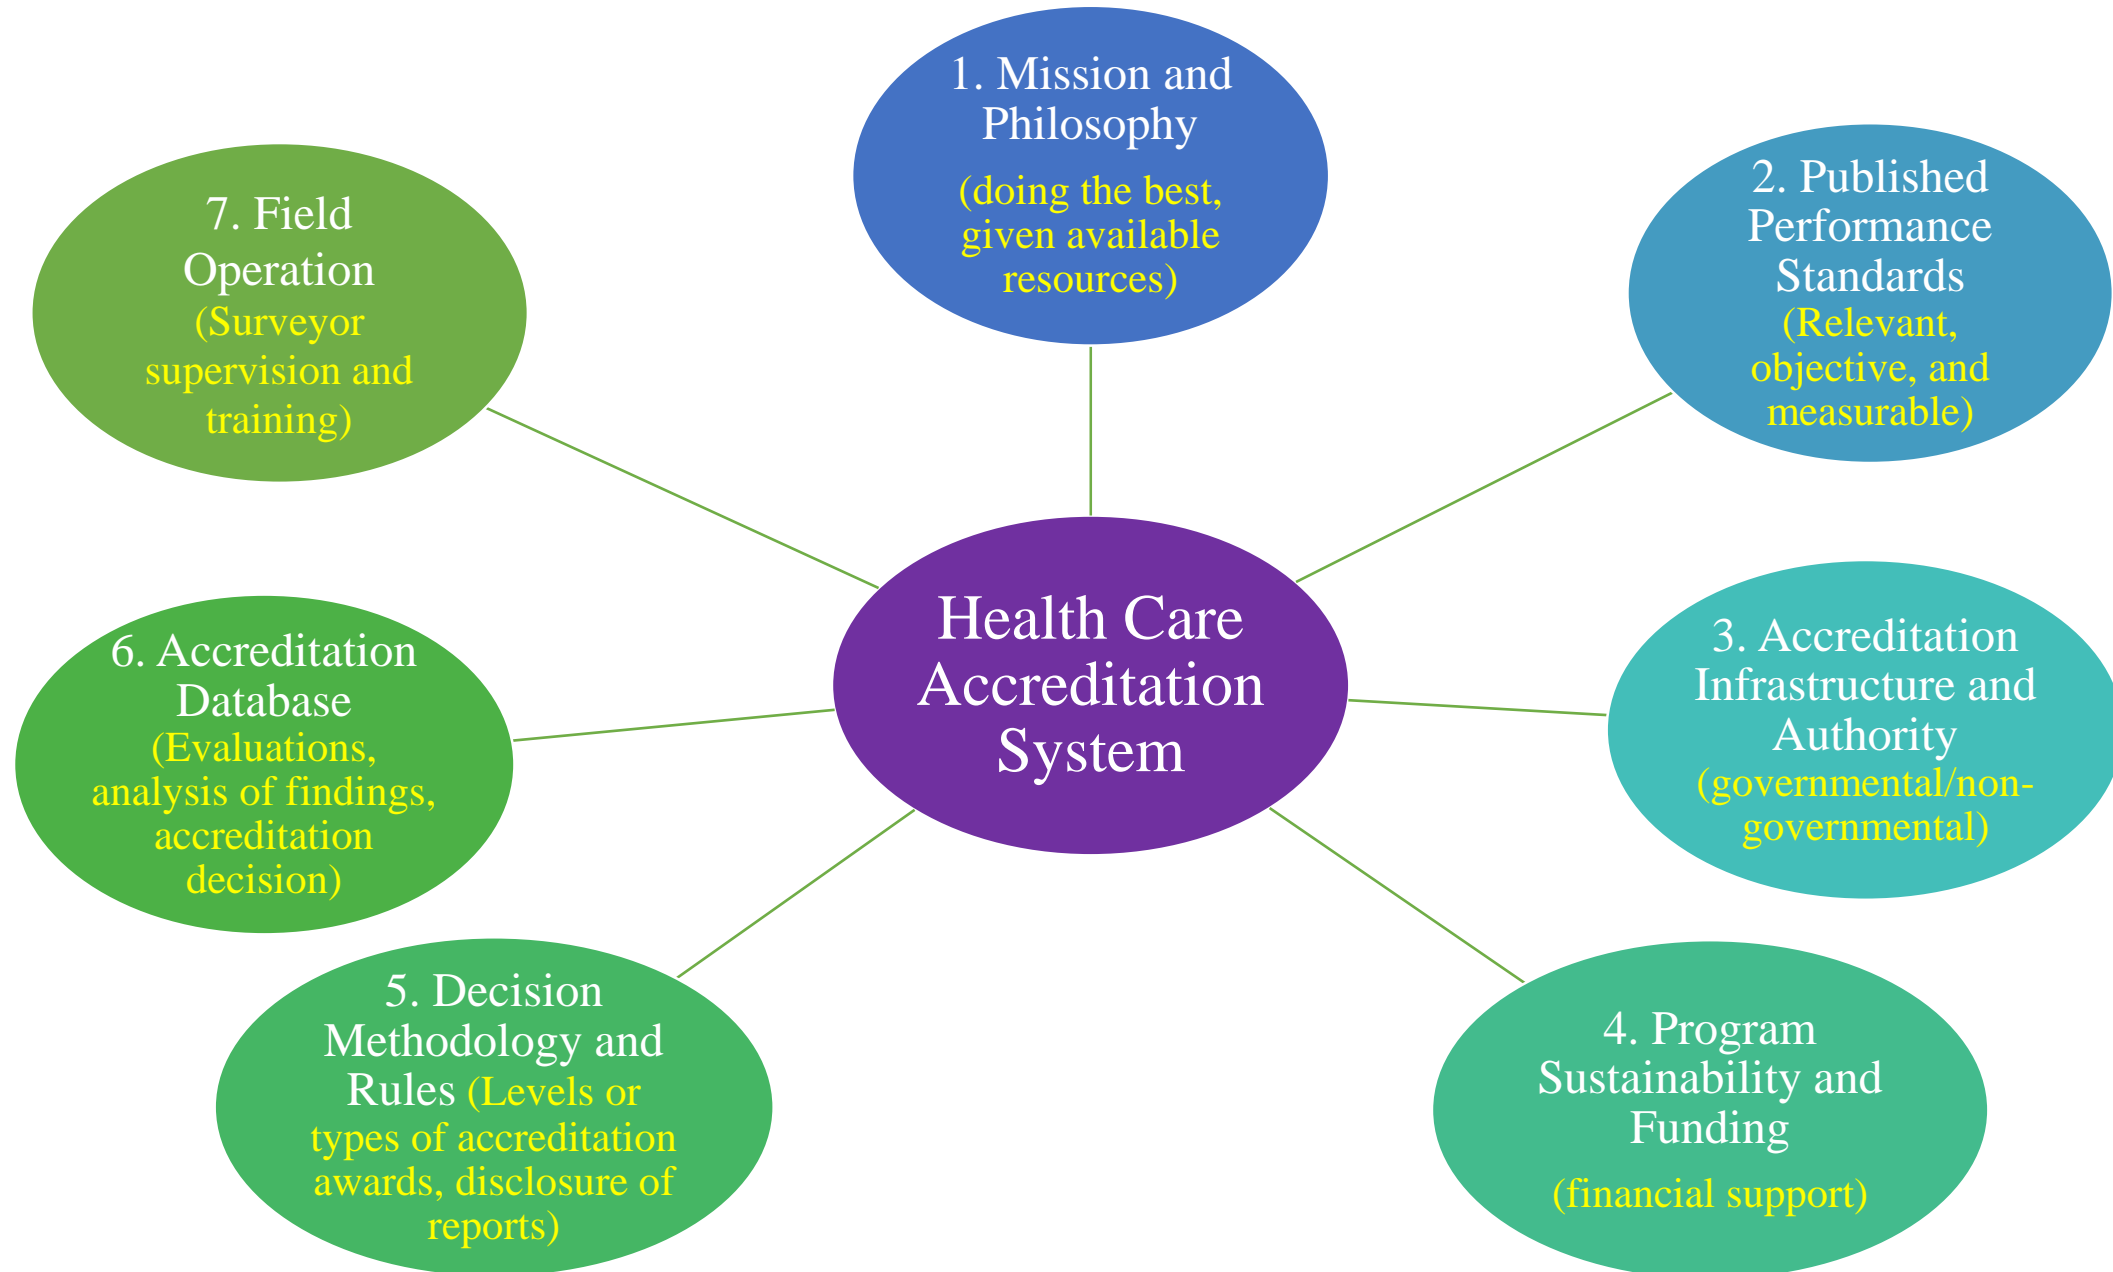 1. Mission and
Philosophy
(doing the best,
given available
resources)
2. Published
Performance
Standards
(Relevant,
objective, and
measurable)
3. Accreditation
Infrastructure and
Authority
(governmental/non-
governmental)
4. Program
Sustainability and
Funding
(financial support)
5. Decision
Methodology and
Rules (Levels or
types of accreditation
awards, disclosure of
reports)
6. Accreditation
Database
(Evaluations,
analysis of findings,
accreditation
decision)
7. Field
Operation
(Surveyor
supervision and
training)
Health Care
Accreditation
System